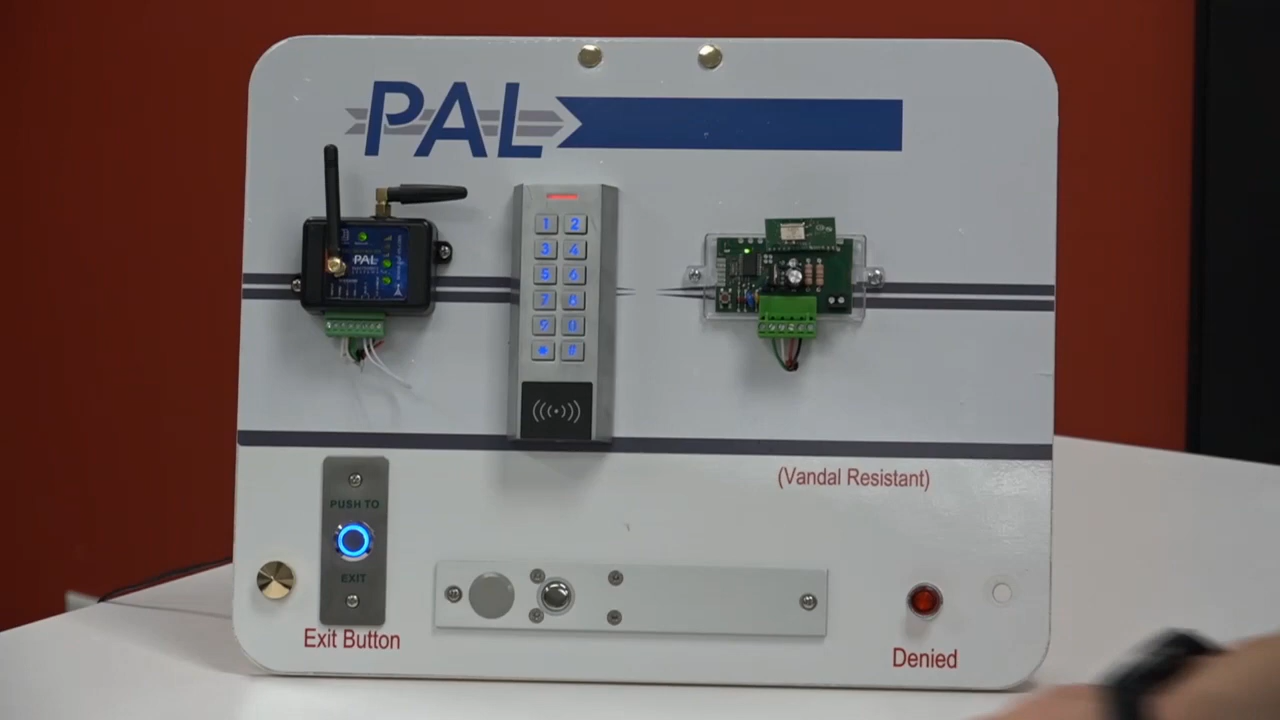 PAL
PAL
1 2
3 4
5 6
7 8
9 0
* #
(Vandal Resistant)
PUSH TO
EXIT
Exit Button
Denied